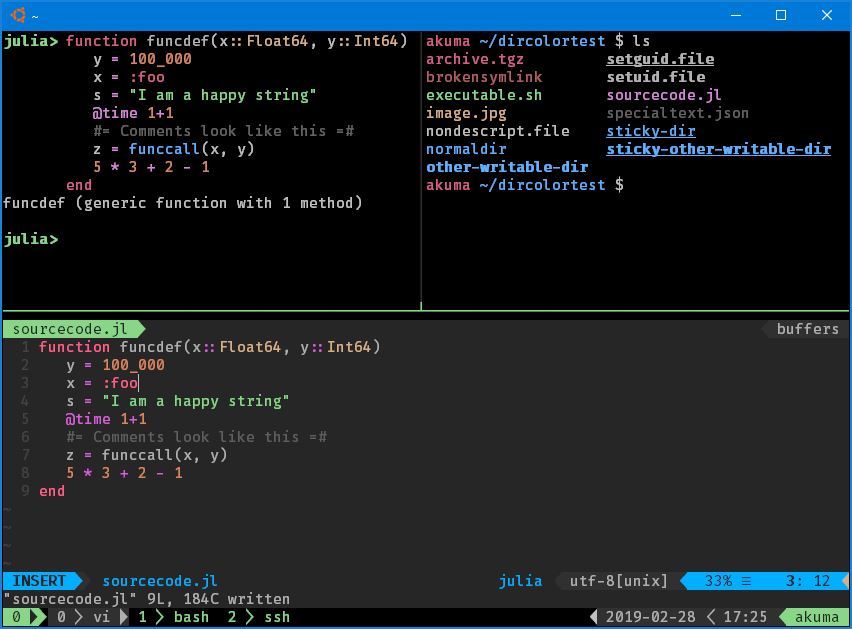 ~
julia> function funcdef(x::Float64, y::Int64)
y = 100_000
x = :foo
s = "I am a happy string"
@time 1+1
#= Comments look like this =#
z = funccall(x, y)
5 * 3 + 2 - 1
end
funcdef (generic function with 1 method)
julia>
akuma ~/dircolortest $ ls
archive.tgz setguid.file
brokensymlink setuid.file
executable.sh sourcecode.jl
image.jpg specialtext.json
nondescript.file sticky-dir
normaldir sticky-other-writable-dir
other-writable-dir
akuma ~/dircolortest $
sourcecode.jl buffers
1 function funcdef(x::Float64, y::Int64)
2 y = 100_000
3 x = :foo
4 s = "I am a happy string"
5 @time 1+1
6 #= Comments look like this =#
7 z = funccall(x, y)
8 5 * 3 + 2 - 1
9 end
~
~
~
~
INSERT sourcecode.jl julia utf-8[unix] 33% ☰ 3: 12
"sourcecode.jl" 9L, 184C written
0 0 vi 1 bash 2 ssh 2019-02-28 17:25 akuma